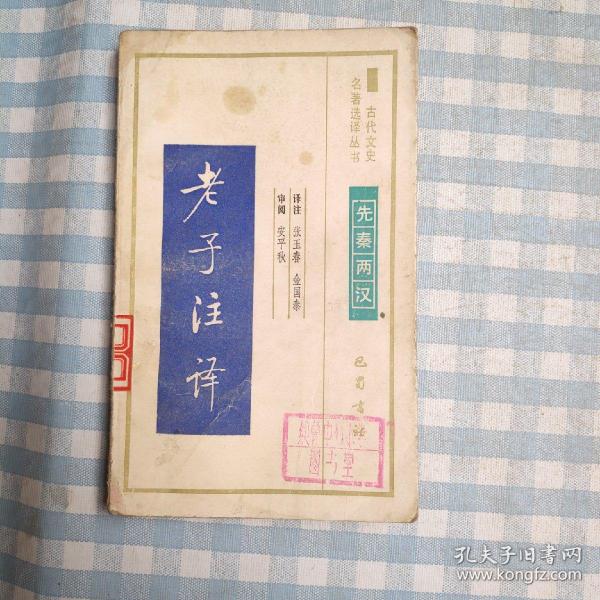 古代文史
名著选译丛书
先秦两汉
译注 张玉春 金国泰
审阅 安平秋
老子注译
巴蜀书社
孔夫子旧书网
www.kongfz.com